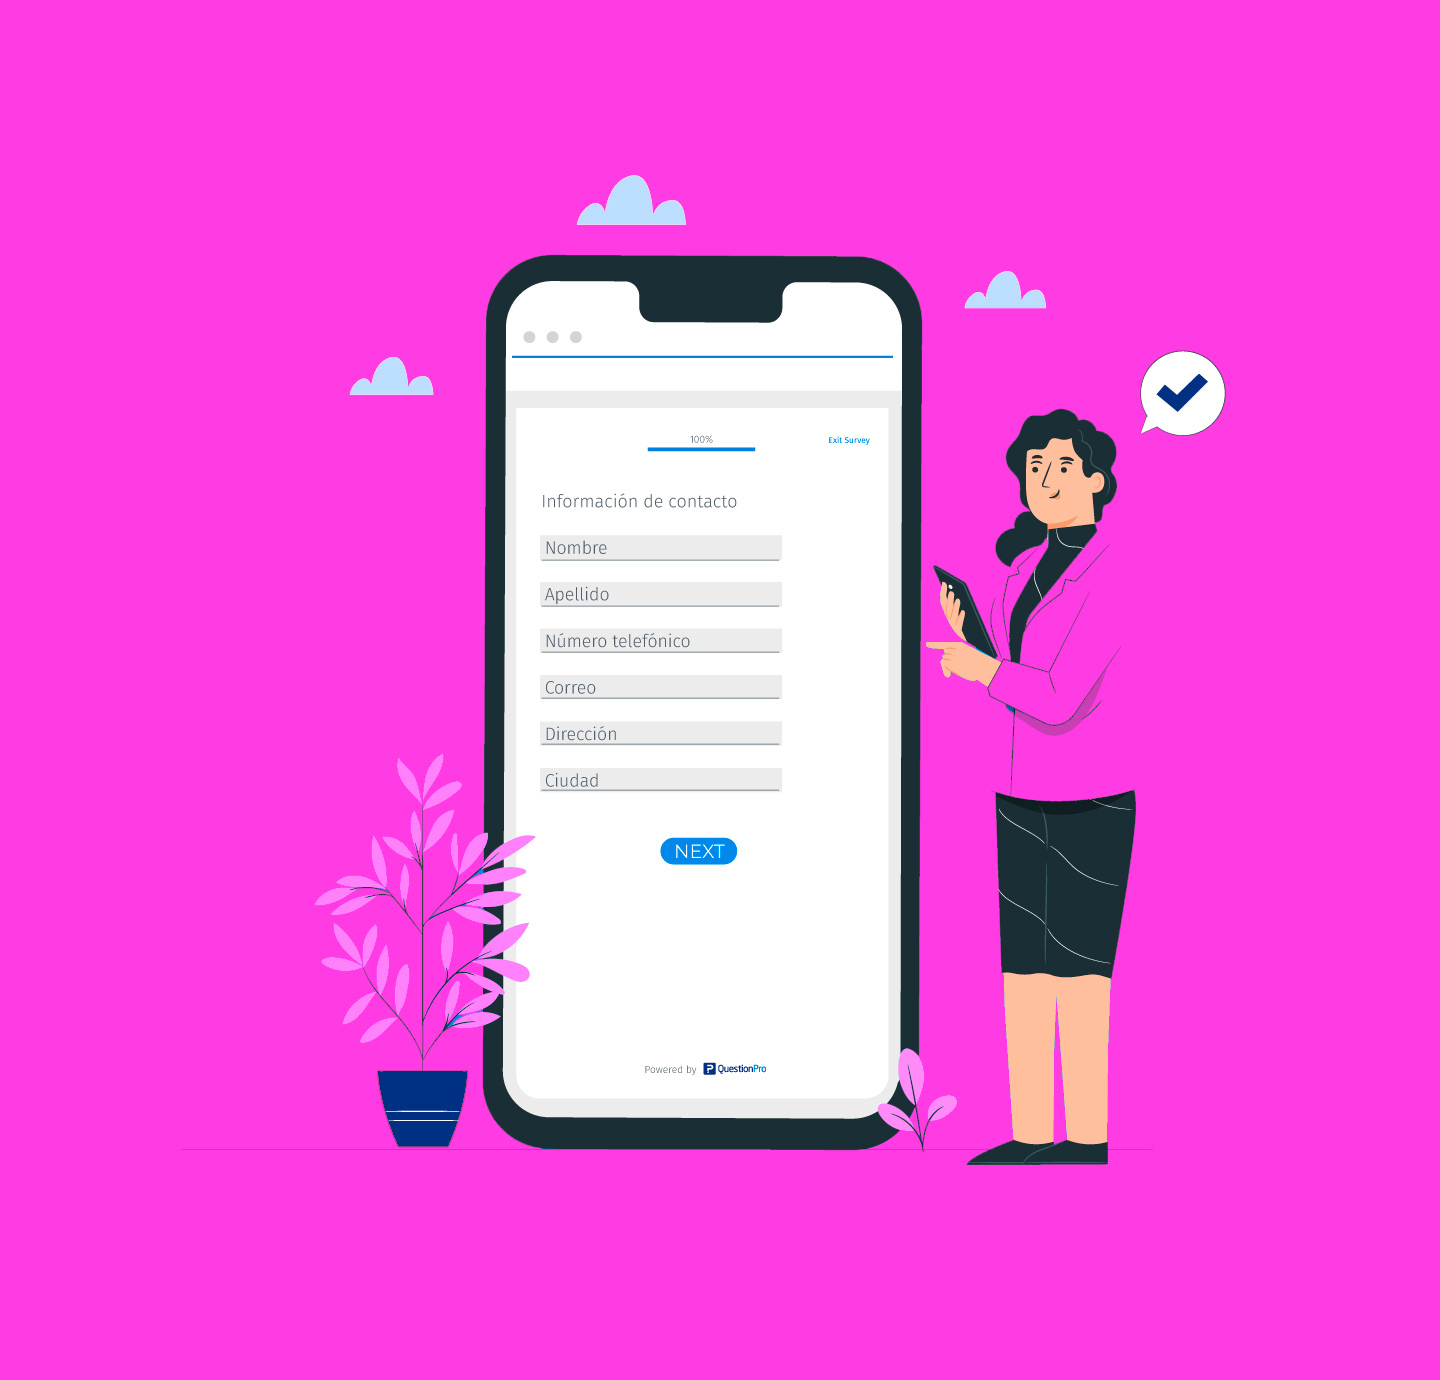 100%
Exit Survey
Información de contacto
Nombre
Apellido
Número telefónico
Correo
Dirección
Ciudad
NEXT
Powered by QuestionPro